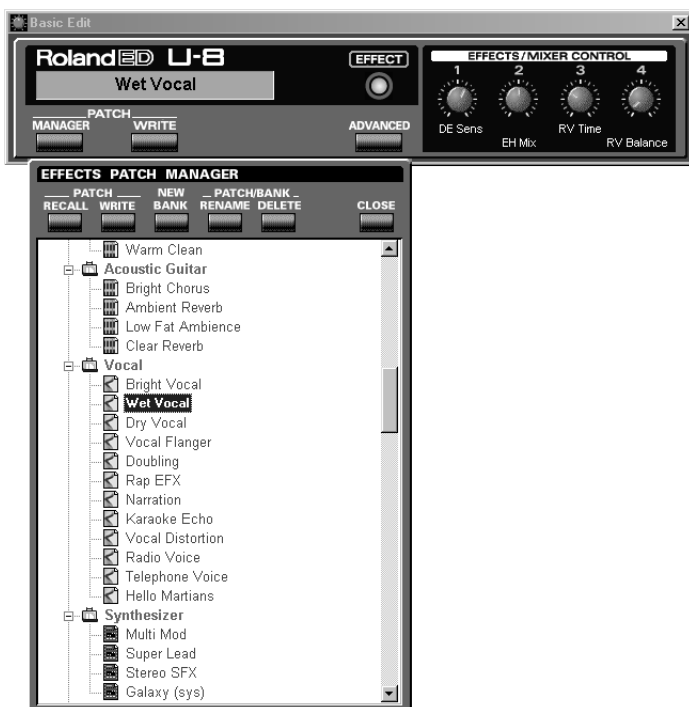 Basic Edit
Roland ED U-8
EFFECT
Wet Vocal
PATCH
MANAGER WRITE
ADVANCED
EFFECTS/MIXER CONTROL
1 2 3 4
DE Sens RV Time
EH Mix RV Balance
EFFECTS PATCH MANAGER
PATCH NEW PATCH/BANK
RECALL WRITE BANK RENAME DELETE CLOSE
Warm Clean
Acoustic Guitar
Bright Chorus
Ambient Reverb
Low Fat Ambience
Clear Reverb
Vocal
Bright Vocal
Wet Vocal
Dry Vocal
Vocal Flanger
Doubling
Rap EFX
Narration
Karaoke Echo
Vocal Distortion
Radio Voice
Telephone Voice
Hello Martians
Synthesizer
Multi Mod
Super Lead
Stereo SFX
Galaxy (sys)